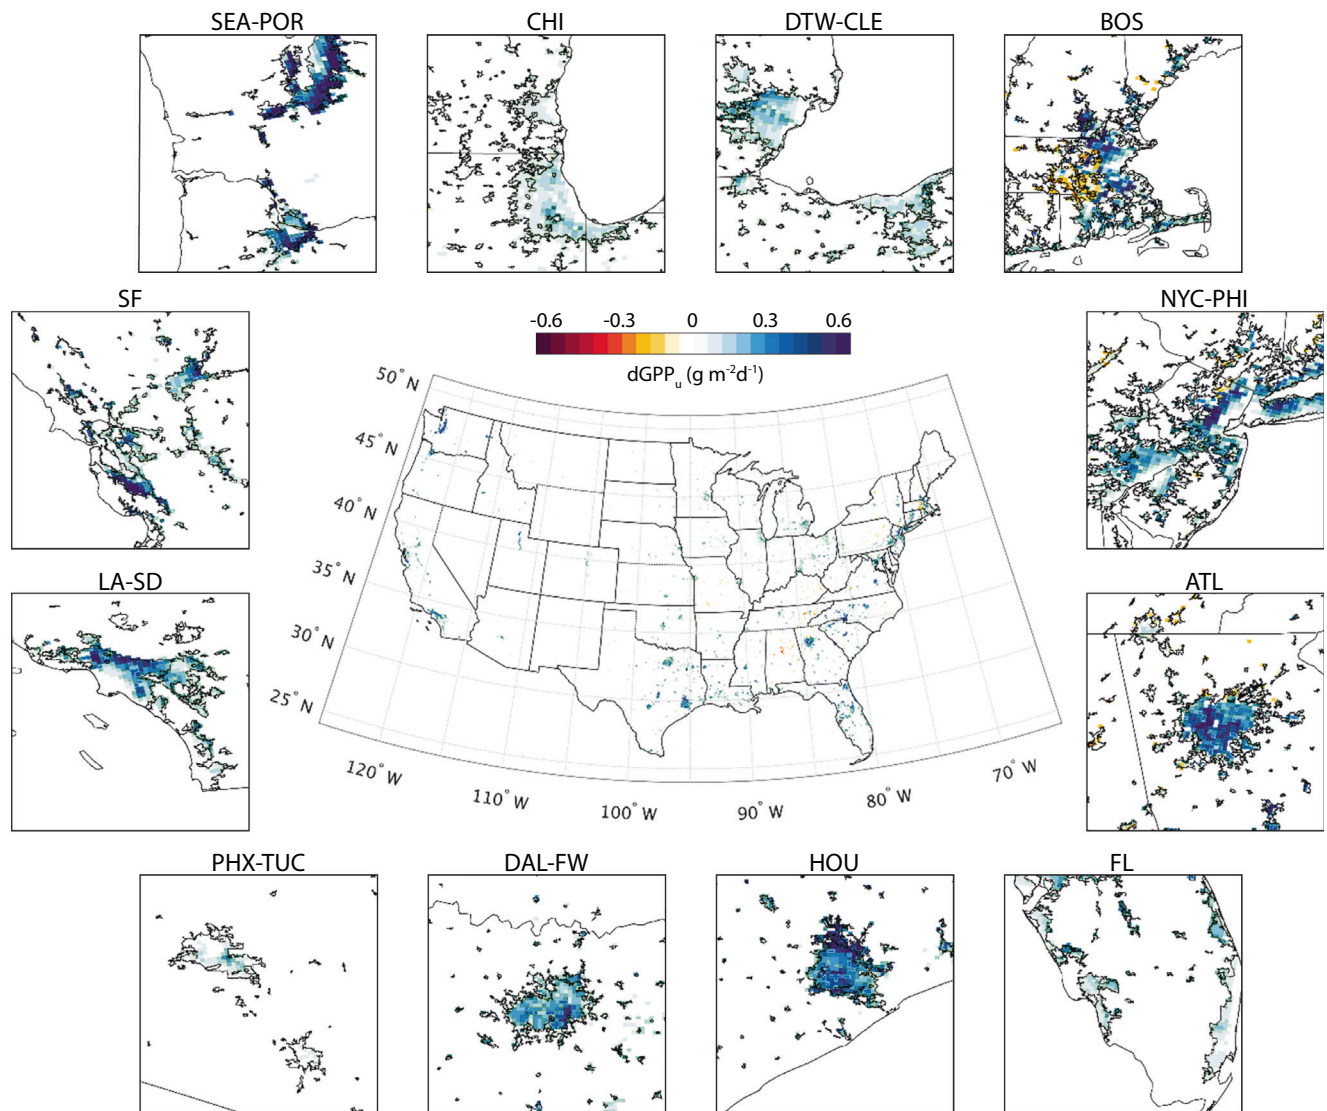 SEA-POR
CHI
DTW-CLE
BOS
SF
NYC-PHI
-0.6 -0.3 0 0.3 0.6
dGPPu (g m-2d-1)
50° N
45° N
40° N
35° N
30° N
25° N
120° W
110° W
100° W
90° W
80° W
70° W
LA-SD
ATL
PHX-TUC
DAL-FW
HOU
FL